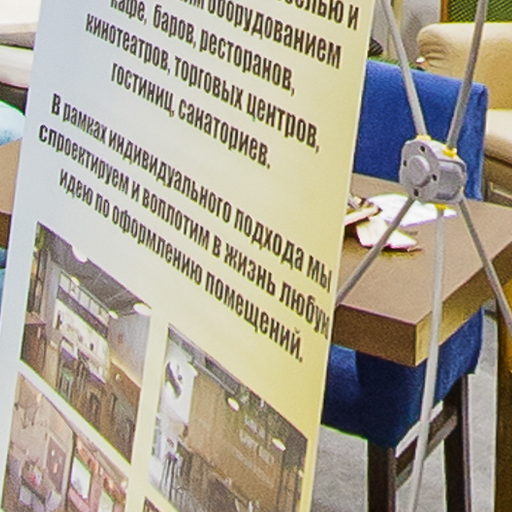 оборудованием
кафе, баров, ресторанов,
кинотеатров, торговых центров,
гостиниц, санаториев.
В рамках индивидуального подхода мы
спроектируем и воплотим в жизнь любую
идею по оформлению помещений.